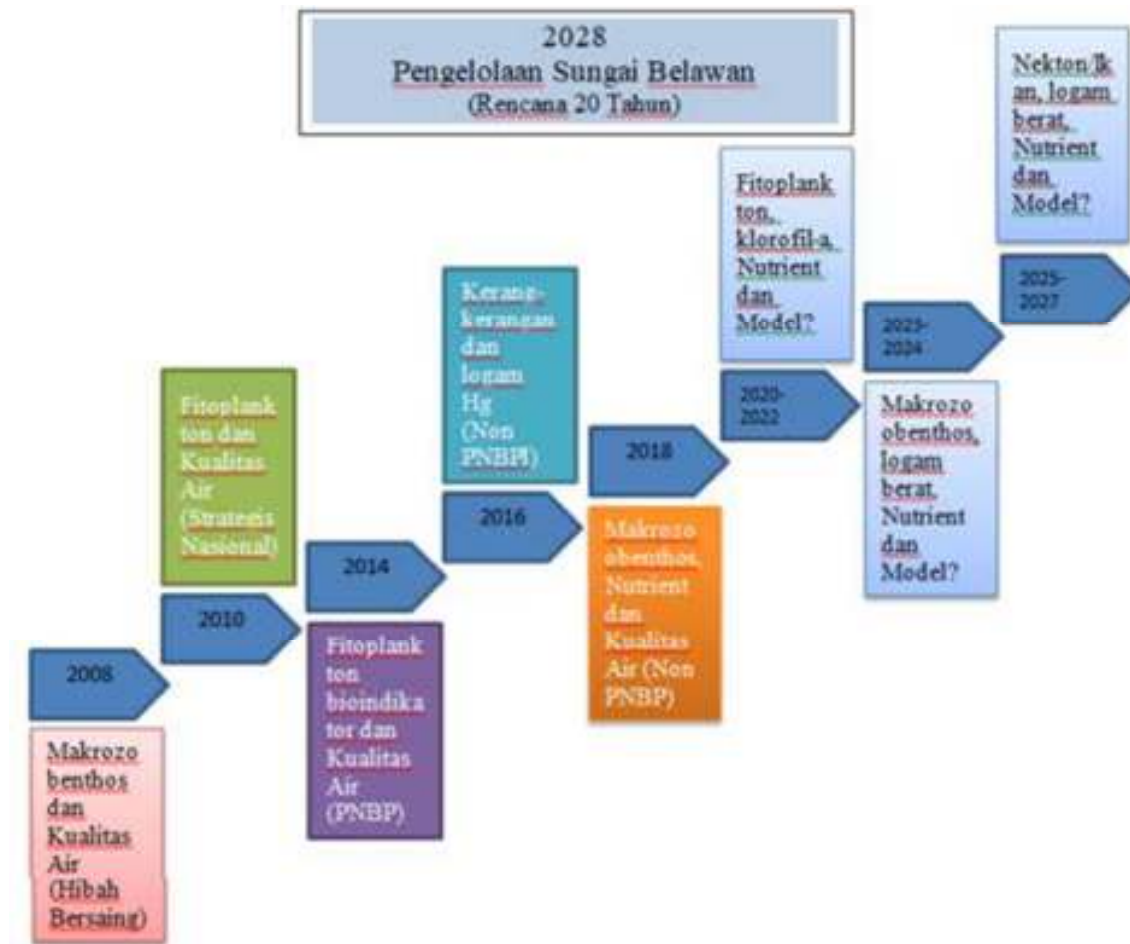 2028
Pengelolaan Sungai Belawan
(Rencana 20 Tahun)
2008
Makrozo
benthos
dan
Kualitas
Air
(Hibah
Bersaing)
Fitoplank
ton dan
Kualitas
Air
(Strategis
Nasional)
2010
2014
Fitoplank
ton
bioindika
tor dan
Kualitas
Air
(PNBP)
Kerang-
kerangan
dan
logam
Hg
(Non
PNBPl)
2016
2018
Makrozo
obenthos,
Nutrient
dan
Kualitas
Air (Non
PNBP)
Fitoplank
ton,
klorofil-a,
Nutrient
dan
Model?
2020-
2022
2023-
2024
Makrozo
obenthos,
logam
berat,
Nutrient
dan
Model?
Nekton/Ik
an, logam
berat,
Nutrient
dan
Model?
2025-
2027